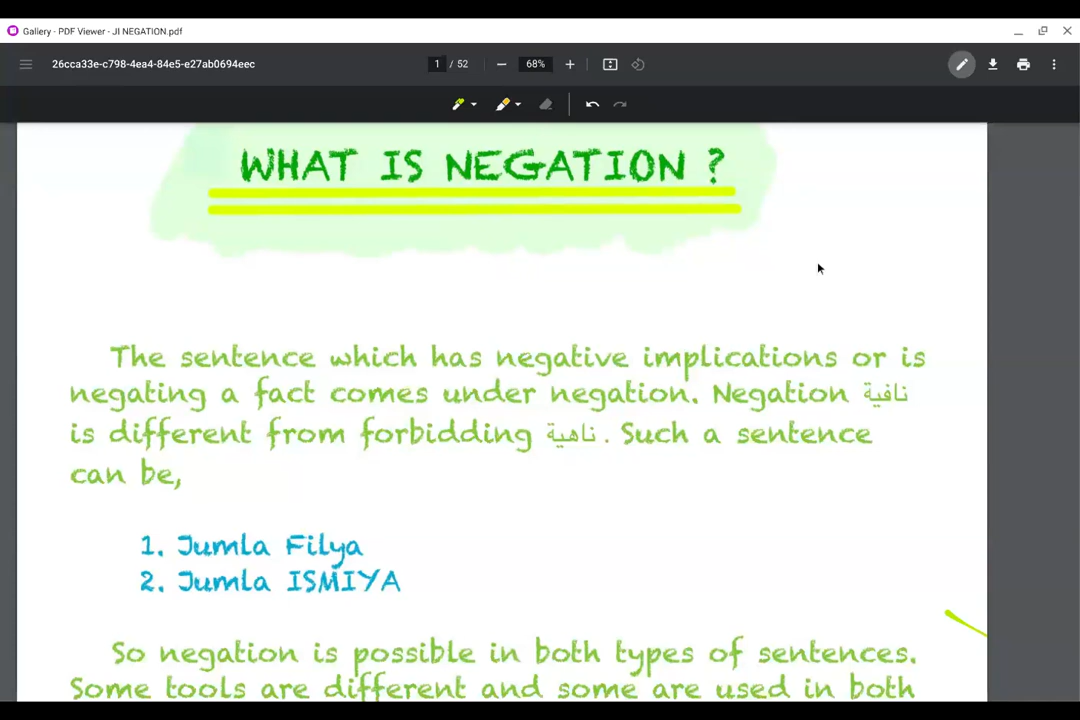 Gallery - PDF Viewer - JI NEGATION.pdf
26cca33e-c798-4ea4-84e5-e27ab0694eec
1 / 52
68%
WHAT IS NEGATION ?
The sentence which has negative implications or is
negating a fact comes under negation. Negation نافية
is different from forbidding ناهية . Such a sentence
can be,
1. Jumla Filya
2. Jumla ISMIYA
So negation is possible in both types of sentences.
Some tools are different and some are used in both